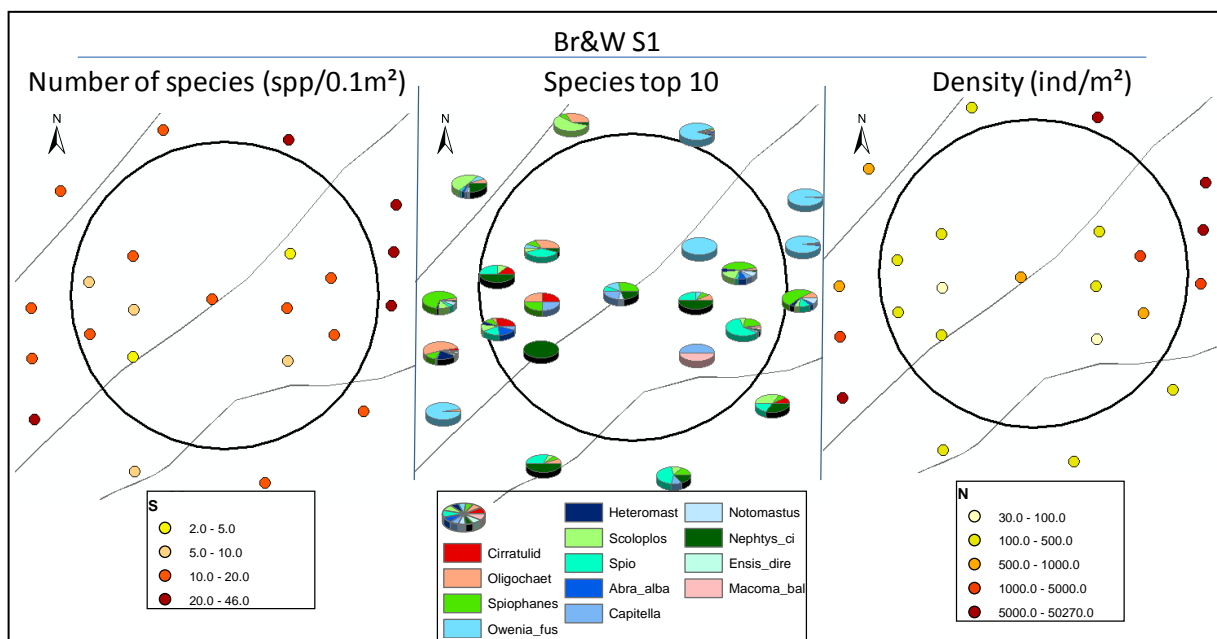 Br&W S1
Number of species (spp/0.1m²)
Species top 10
Density (ind/m²)
N
N
N
S
2.0 - 5.0
5.0 - 10.0
10.0 - 20.0
20.0 - 46.0
Cirratulid
Oligochaet
Spiophanes
Owenia_fus
Heteromast
Scoloplos
Spio
Abra_alba
Capitella
Notomastus
Nephtys_ci
Ensis_dire
Macoma_bal
N
30.0 - 100.0
100.0 - 500.0
500.0 - 1000.0
1000.0 - 5000.0
5000.0 - 50270.0